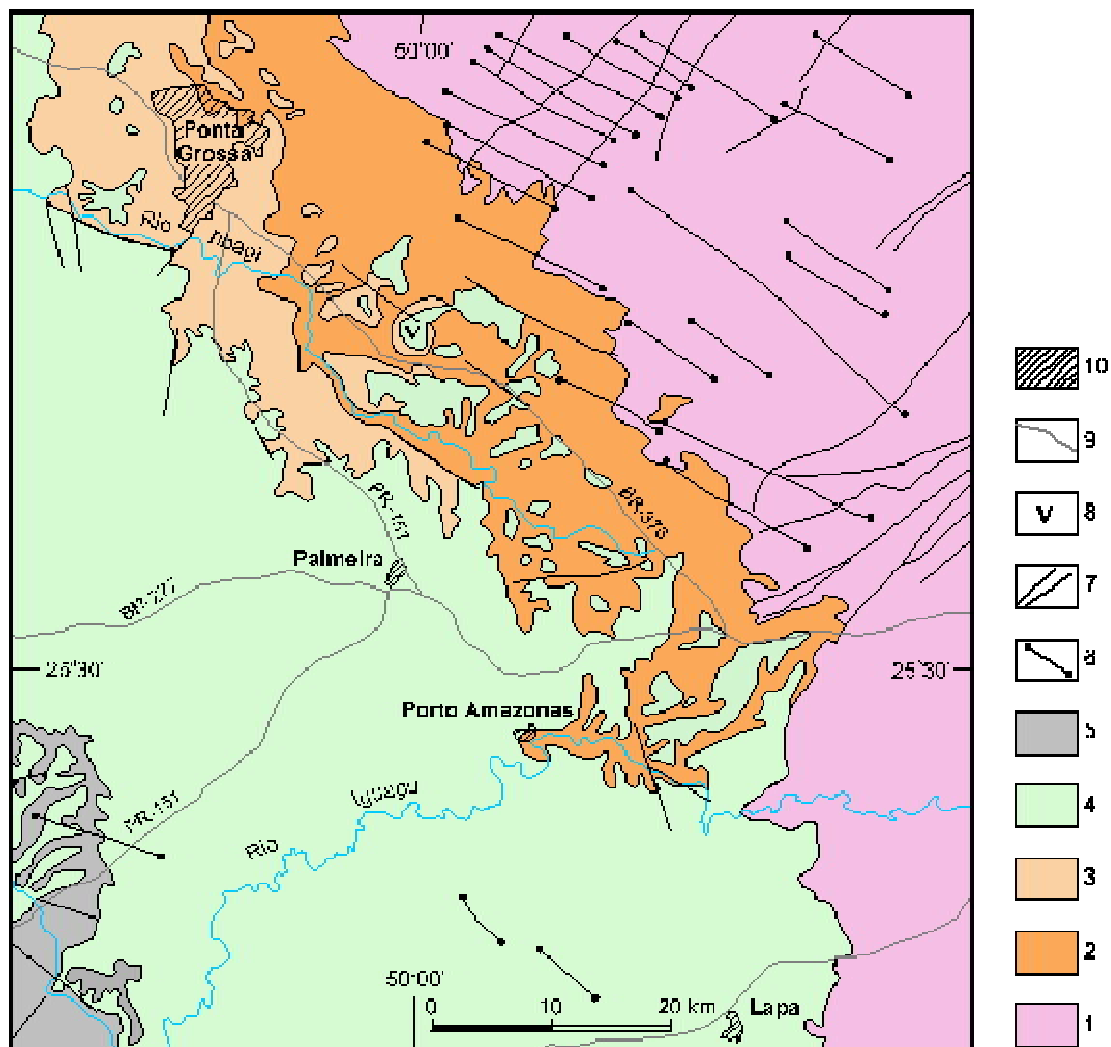 50°00'
Ponta
Grossa
Rio
Palmeira
BR-277
PR-151
BR-376
25°30'
25°30'
Porto Amazonas
Iguaçu
Rio
PR-151
50°00'
0 10 20 km
Lapa
10
9
8
7
6
5
4
3
2
1
V
V